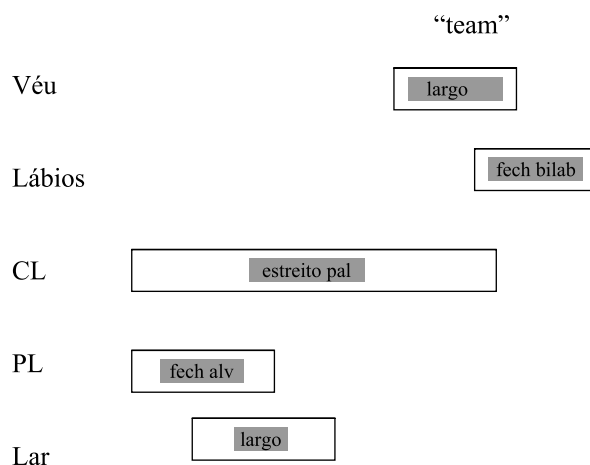 “team”
Véu
largo
Lábios
fech bilab
CL
estreito pal
PL
fech alv
Lar
largo